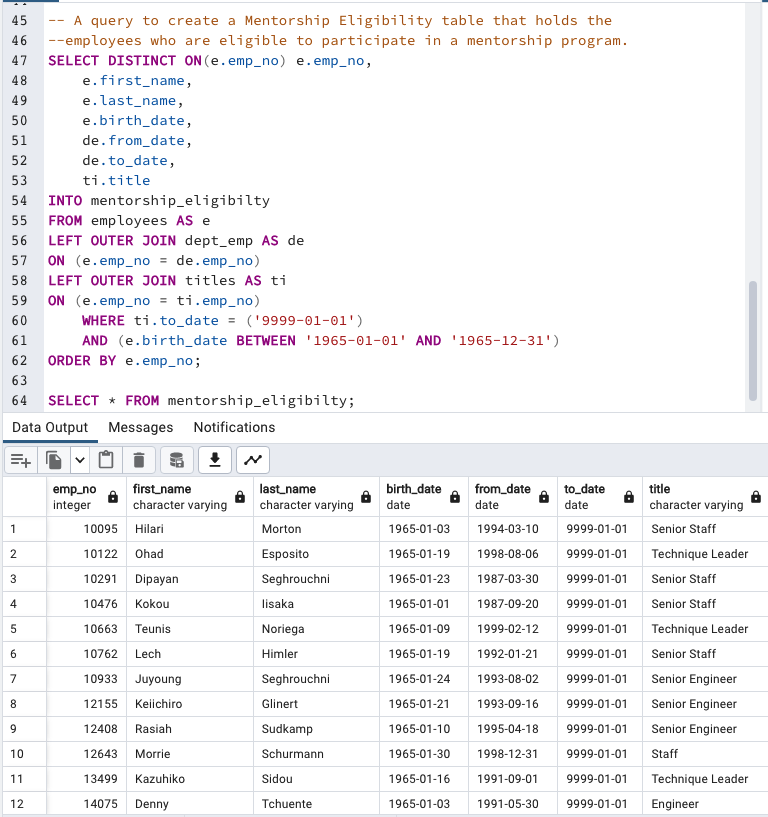 45 -- A query to create a Mentorship Eligibility table that holds the
46 --employees who are eligible to participate in a mentorship program.
47 SELECT DISTINCT ON(e.emp_no) e.emp_no,
48 e.first_name,
49 e.last_name,
50 e.birth_date,
51 de.from_date,
52 de.to_date,
53 ti.title
54 INTO mentorship_eligibilty
55 FROM employees AS e
56 LEFT OUTER JOIN dept_emp AS de
57 ON (e.emp_no = de.emp_no)
58 LEFT OUTER JOIN titles AS ti
59 ON (e.emp_no = ti.emp_no)
60 WHERE ti.to_date = ('9999-01-01')
61 AND (e.birth_date BETWEEN '1965-01-01' AND '1965-12-31')
62 ORDER BY e.emp_no;
63
64 SELECT * FROM mentorship_eligibilty;
Data Output Messages Notifications
emp_no first_name last_name birth_date from_date to_date title
integer character varying character varying date date date character varying
1 10095 Hilari Morton 1965-01-03 1994-03-10 9999-01-01 Senior Staff
2 10122 Ohad Esposito 1965-01-19 1998-08-06 9999-01-01 Technique Leader
3 10291 Dipayan Seghrouchni 1965-01-23 1987-03-30 9999-01-01 Senior Staff
4 10476 Kokou Iisaka 1965-01-01 1987-09-20 9999-01-01 Senior Staff
5 10663 Teunis Noriega 1965-01-09 1999-02-12 9999-01-01 Technique Leader
6 10762 Lech Himler 1965-01-19 1992-01-21 9999-01-01 Senior Staff
7 10933 Juyoung Seghrouchni 1965-01-24 1993-08-02 9999-01-01 Senior Engineer
8 12155 Keiichiro Glinert 1965-01-21 1993-09-16 9999-01-01 Senior Engineer
9 12408 Rasiah Sudkamp 1965-01-10 1995-04-18 9999-01-01 Senior Engineer
10 12643 Morrie Schurmann 1965-01-30 1998-12-31 9999-01-01 Staff
11 13499 Kazuhiko Sidou 1965-01-16 1991-09-01 9999-01-01 Technique Leader
12 14075 Denny Tchuente 1965-01-03 1991-05-30 9999-01-01 Engineer